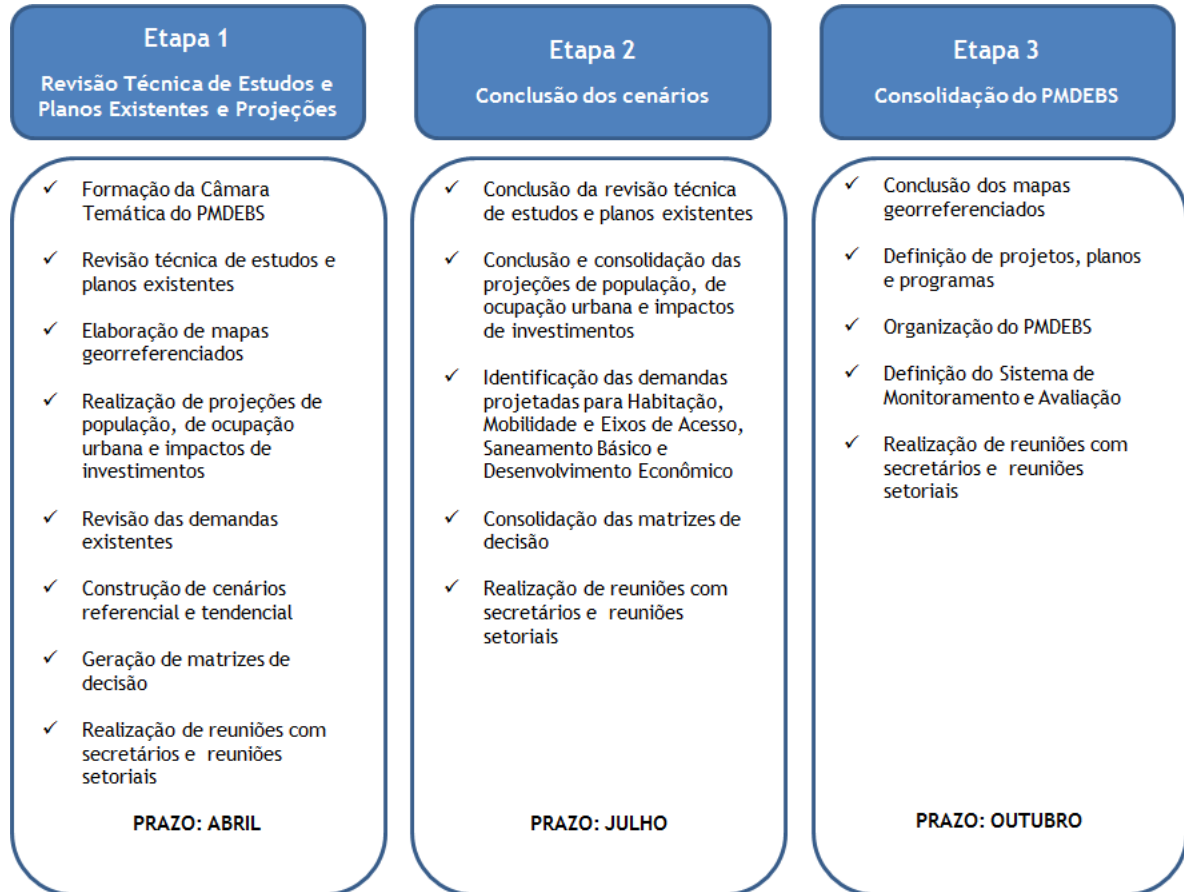 Etapa 1
Revisão Técnica de Estudos e
Planos Existentes e Projeções
✓ Formação da Câmara
Temática do PMDEBS
✓ Revisão técnica de estudos e
planos existentes
✓ Elaboração de mapas
georreferenciados
✓ Realização de projeções de
população, de ocupação
urbana e impactos de
investimentos
✓ Revisão das demandas
existentes
✓ Construção de cenários
referencial e tendencial
✓ Geração de matrizes de
decisão
✓ Realização de reuniões com
secretários e reuniões
setoriais
PRAZO: ABRIL
Etapa 2
Conclusão dos cenários
✓ Conclusão da revisão técnica
de estudos e planos existentes
✓ Conclusão e consolidação das
projeções de população, de
ocupação urbana e impactos
de investimentos
✓ Identificação das demandas
projetadas para Habitação,
Mobilidade e Eixos de Acesso,
Saneamento Básico e
Desenvolvimento Econômico
✓ Consolidação das matrizes de
decisão
✓ Realização de reuniões com
secretários e reuniões
setoriais
PRAZO: JULHO
Etapa 3
Consolidação do PMDEBS
✓ Conclusão dos mapas
georreferenciados
✓ Definição de projetos, planos
e programas
✓ Organização do PMDEBS
✓ Definição do Sistema de
Monitoramento e Avaliação
✓ Realização de reuniões com
secretários e reuniões
setoriais
PRAZO: OUTUBRO